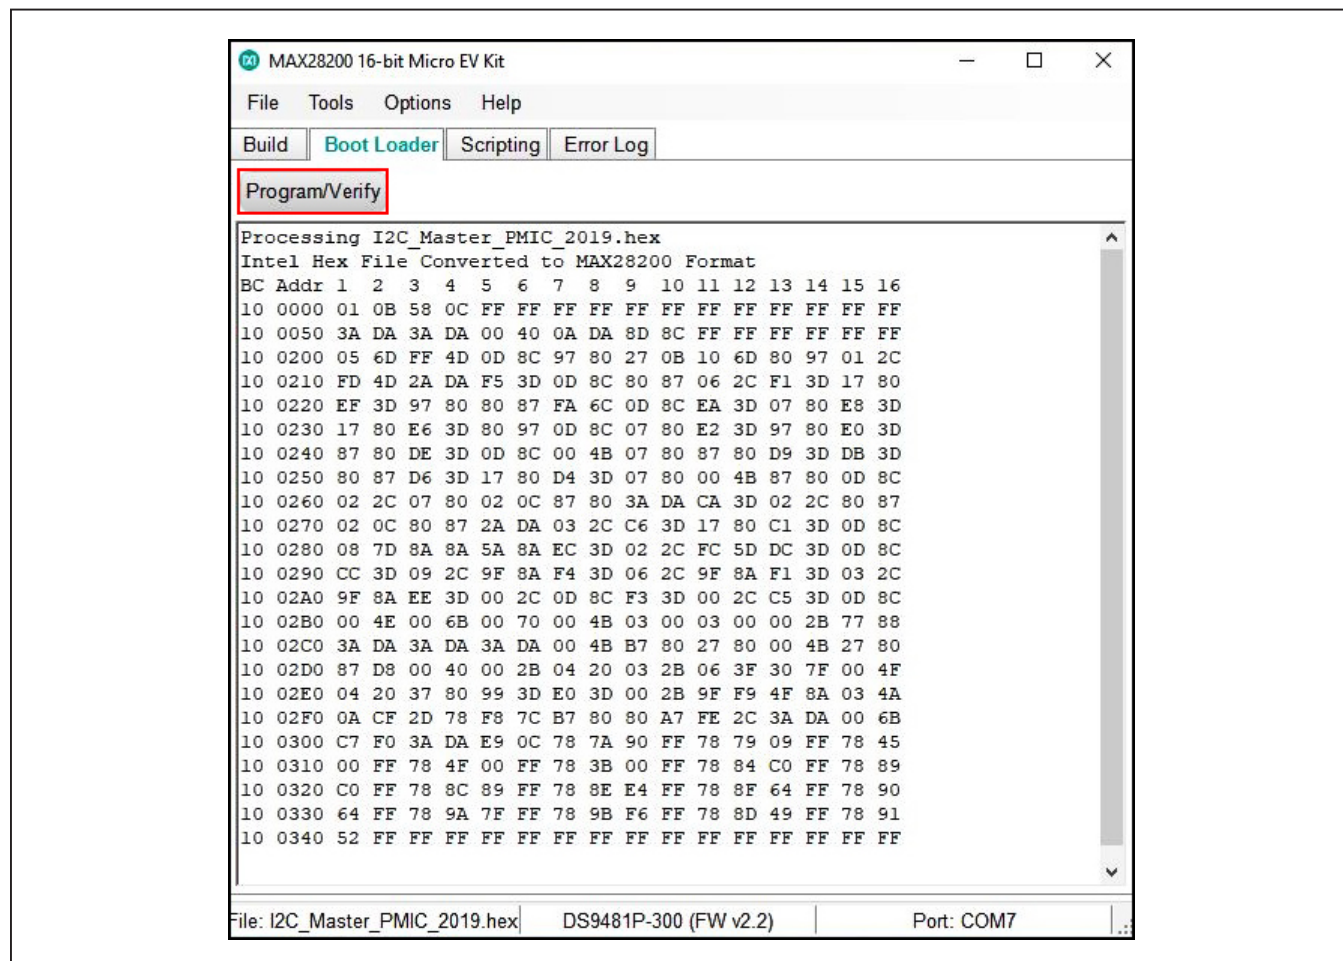 MAX28200 16-bit Micro EV Kit
File Tools Options Help
Build Boot Loader Scripting Error Log
Program/Verify
Processing I2C_Master_PMIC_2019.hex
Intel Hex File Converted to MAX28200 Format
BC Addr 1 2 3 4 5 6 7 8 9 10 11 12 13 14 15 16
10 0000 01 0B 58 0C FF FF FF FF FF FF FF FF FF FF FF FF
10 0050 3A DA 3A DA 00 40 0A DA 8D 8C FF FF FF FF FF FF
10 0200 05 6D FF 4D 0D 8C 97 80 27 0B 10 6D 80 97 01 2C
10 0210 FD 4D 2A DA F5 3D 0D 8C 80 87 06 2C F1 3D 17 80
10 0220 EF 3D 97 80 80 87 FA 6C 0D 8C EA 3D 07 80 E8 3D
10 0230 17 80 E6 3D 80 97 0D 8C 07 80 E2 3D 97 80 E0 3D
10 0240 87 80 DE 3D 0D 8C 00 4B 07 80 87 80 D9 3D DB 3D
10 0250 80 87 D6 3D 17 80 D4 3D 07 80 00 4B 87 80 0D 8C
10 0260 02 2C 07 80 02 0C 87 80 3A DA CA 3D 02 2C 80 87
10 0270 02 0C 80 87 2A DA 03 2C C6 3D 17 80 C1 3D 0D 8C
10 0280 08 7D 8A 8A 5A 8A EC 3D 02 2C FC 5D DC 3D 0D 8C
10 0290 CC 3D 09 2C 9F 8A F4 3D 06 2C 9F 8A F1 3D 03 2C
10 02A0 9F 8A EE 3D 00 2C 0D 8C F3 3D 00 2C C5 3D 0D 8C
10 02B0 00 4E 00 6B 00 70 00 4B 03 00 03 00 00 2B 77 88
10 02C0 3A DA 3A DA 3A DA 00 4B B7 80 27 80 00 4B 27 80
10 02D0 87 D8 00 40 00 2B 04 20 03 2B 06 3F 30 7F 00 4F
10 02E0 04 20 37 80 99 3D E0 3D 00 2B 9F F9 4F 8A 03 4A
10 02F0 0A CF 2D 78 F8 7C B7 80 80 A7 FE 2C 3A DA 00 6B
10 0300 C7 F0 3A DA E9 0C 78 7A 90 FF 78 79 09 FF 78 45
10 0310 00 FF 78 4F 00 FF 78 3B 00 FF 78 84 C0 FF 78 89
10 0320 C0 FF 78 8C 89 FF 78 8E E4 FF 78 8F 64 FF 78 90
10 0330 64 FF 78 9A 7F FF 78 9B F6 FF 78 8D 49 FF 78 91
10 0340 52 FF FF FF FF FF FF FF FF FF FF FF FF FF FF FF
File: I2C_Master_PMIC_2019.hex DS9481P-300 (FW v2.2) Port: COM7